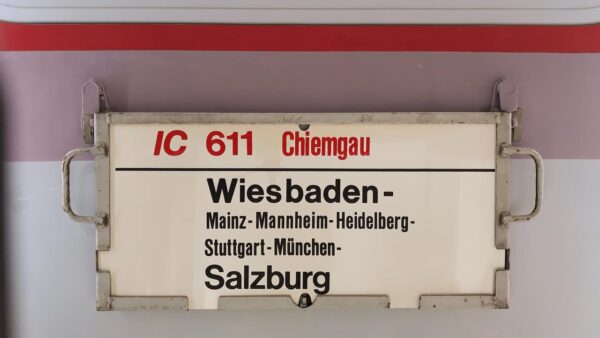 IC 611 Chiemgau
Wiesbaden-
Mainz-Mannheim-Heidelberg-
Stuttgart-München-
Salzburg